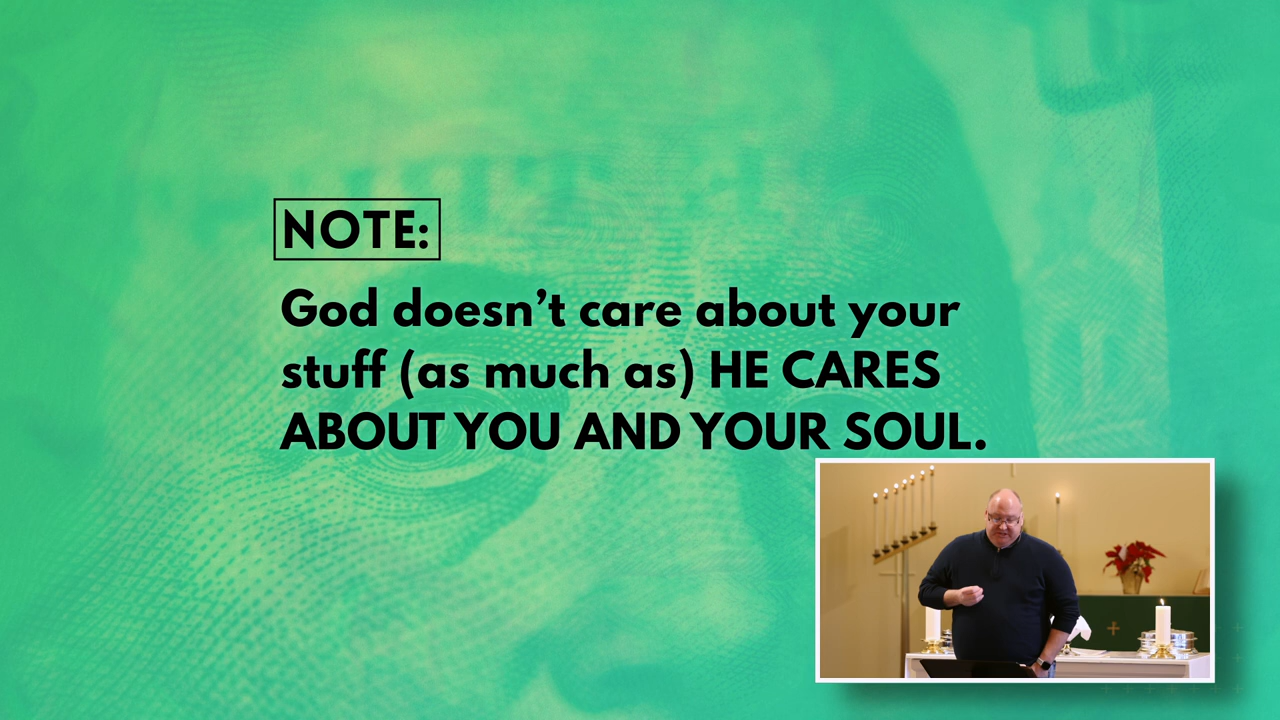 NOTE:
God doesn’t care about your
stuff (as much as) HE CARES
ABOUT YOU AND YOUR SOUL.